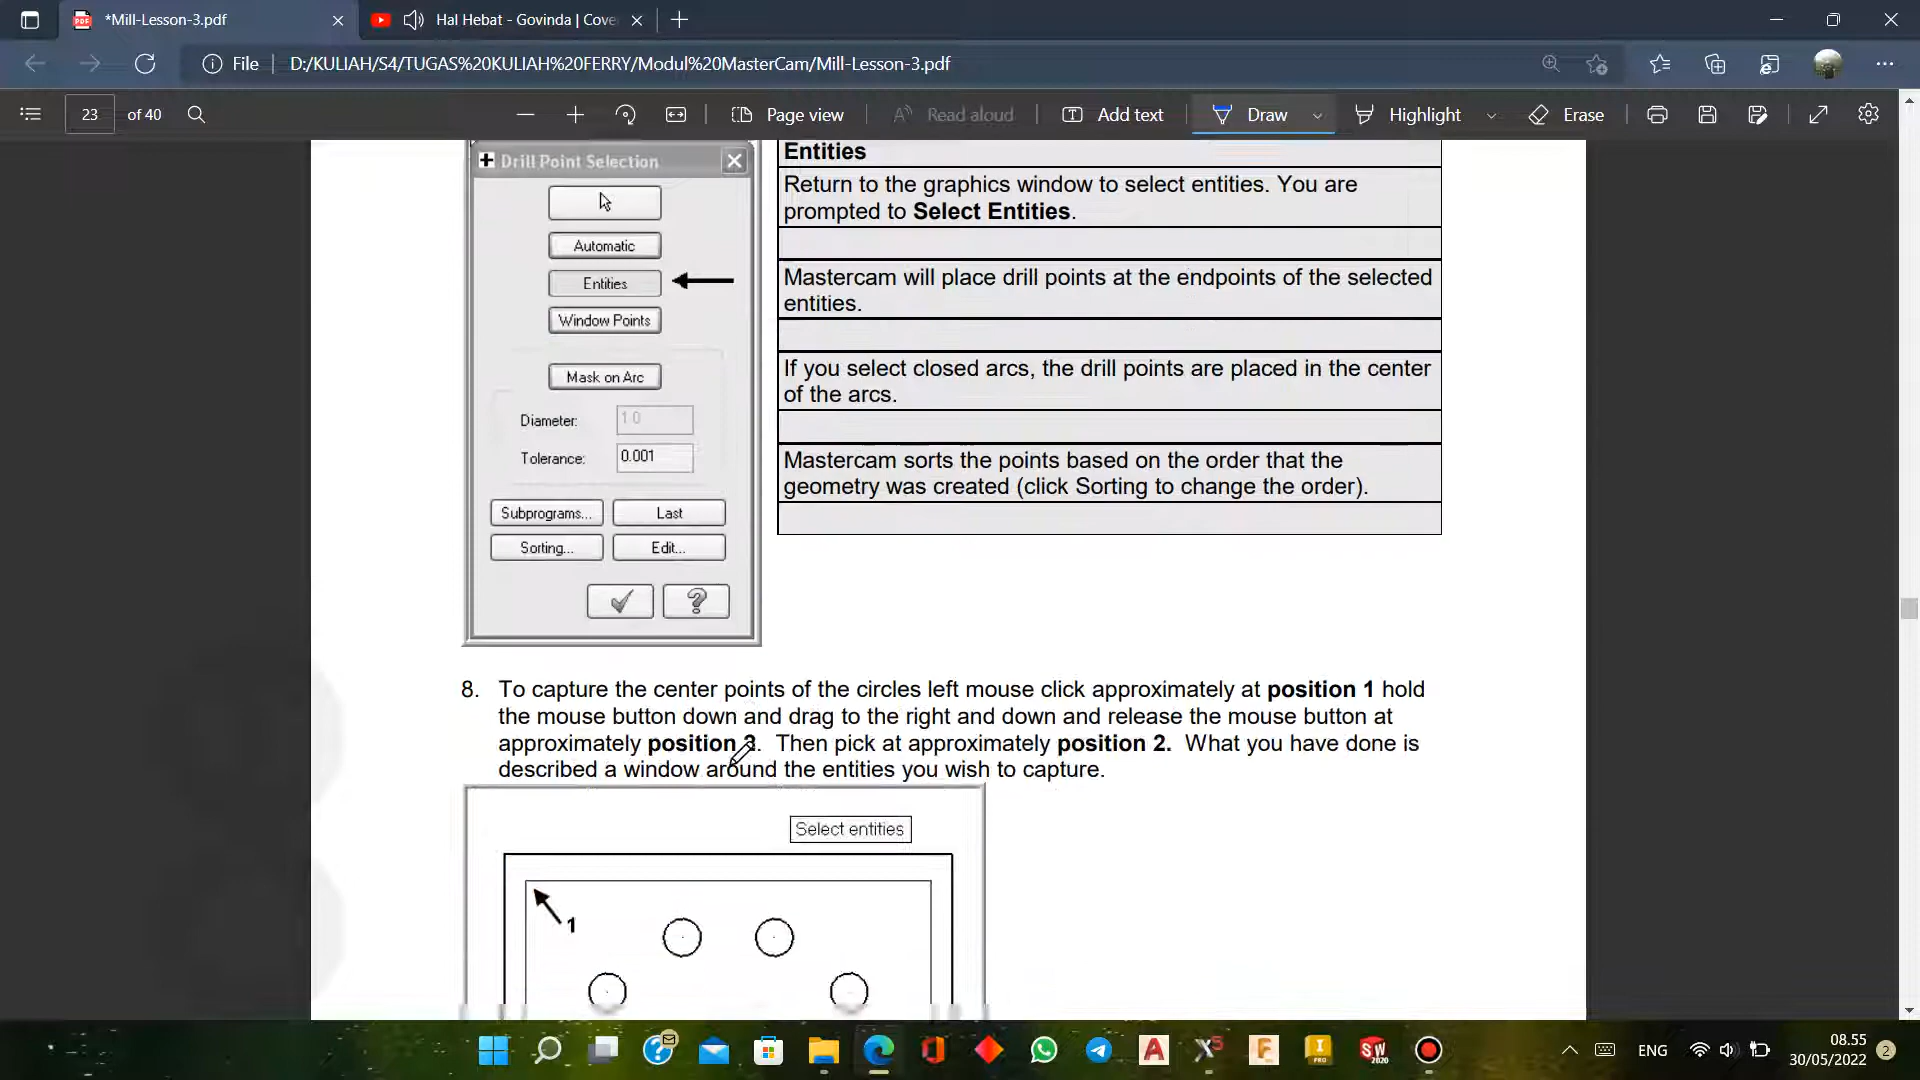 *Mill-Lesson-3.pdf
Hal Hebat - Govinda | Cove
File
D:/KULIAH/S4/TUGAS%20KULIAH%20FERRY/Modul%20MasterCam/Mill-Lesson-3.pdf
23 of 40
Page view
Read aloud
Add text
Draw
Highlight
Erase
Drill Point Selection
Automatic
Entities
Window Points
Mask on Arc
Diameter: 1.0
Tolerance: 0.001
Subprograms... Last
Sorting... Edit...
Entities
Return to the graphics window to select entities. You are
prompted to Select Entities.
Mastercam will place drill points at the endpoints of the selected
entities.
If you select closed arcs, the drill points are placed in the center
of the arcs.
Mastercam sorts the points based on the order that the
geometry was created (click Sorting to change the order).
8. To capture the center points of the circles left mouse click approximately at position 1 hold
the mouse button down and drag to the right and down and release the mouse button at
approximately position 2. Then pick at approximately position 2. What you have done is
described a window around the entities you wish to capture.
Select entities
1
ENG
08.55
30/05/2022
2